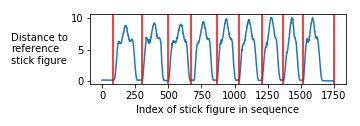 Distance to
reference
stick figure
10
5
0
0 250 500 750 1000 1250 1500 1750
Index of stick figure in sequence